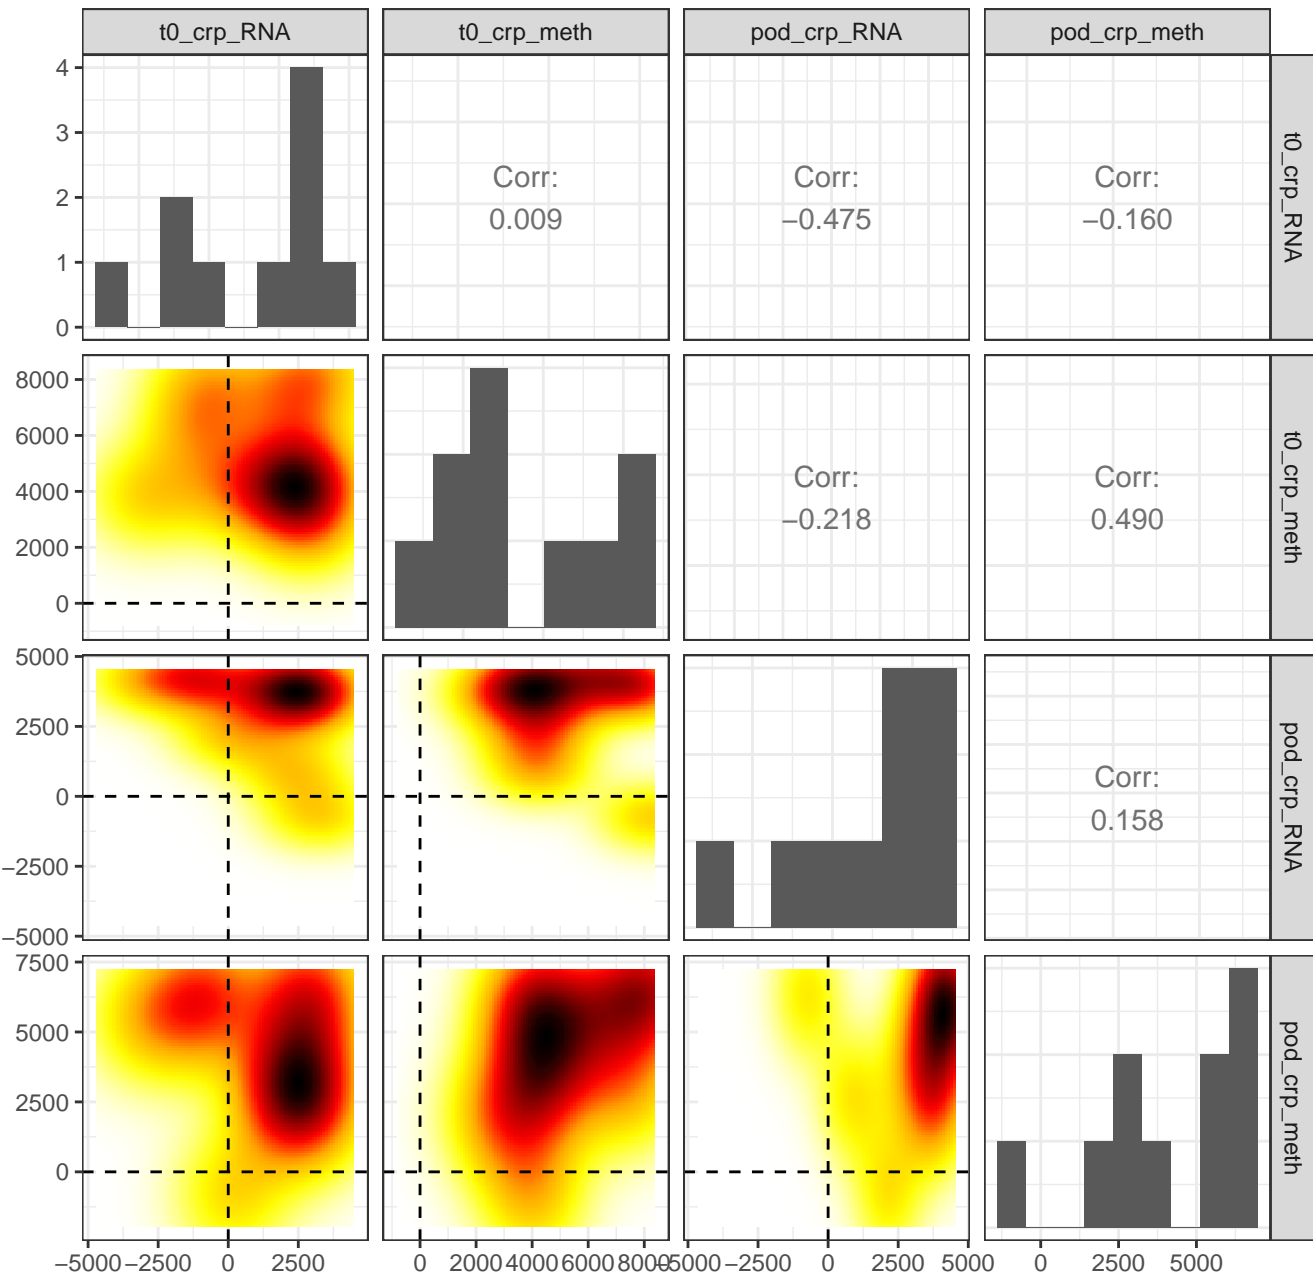 t0_crp_RNA
t0_crp_meth
pod_crp_RNA
pod_crp_meth
4
3
2
1
0
Corr:
0.009
Corr:
−0.475
Corr:
−0.160
t0_crp_RNA
8000
6000
4000
2000
0
Corr:
−0.218
Corr:
0.490
t0_crp_meth
5000
2500
0
−2500
−5000
Corr:
0.158
pod_crp_RNA
7500
5000
2500
0
pod_crp_meth
−5000 −2500 0 2500
0 2000 4000 6000 8000
−5000 −2500 0 2500 5000
0 2500 5000